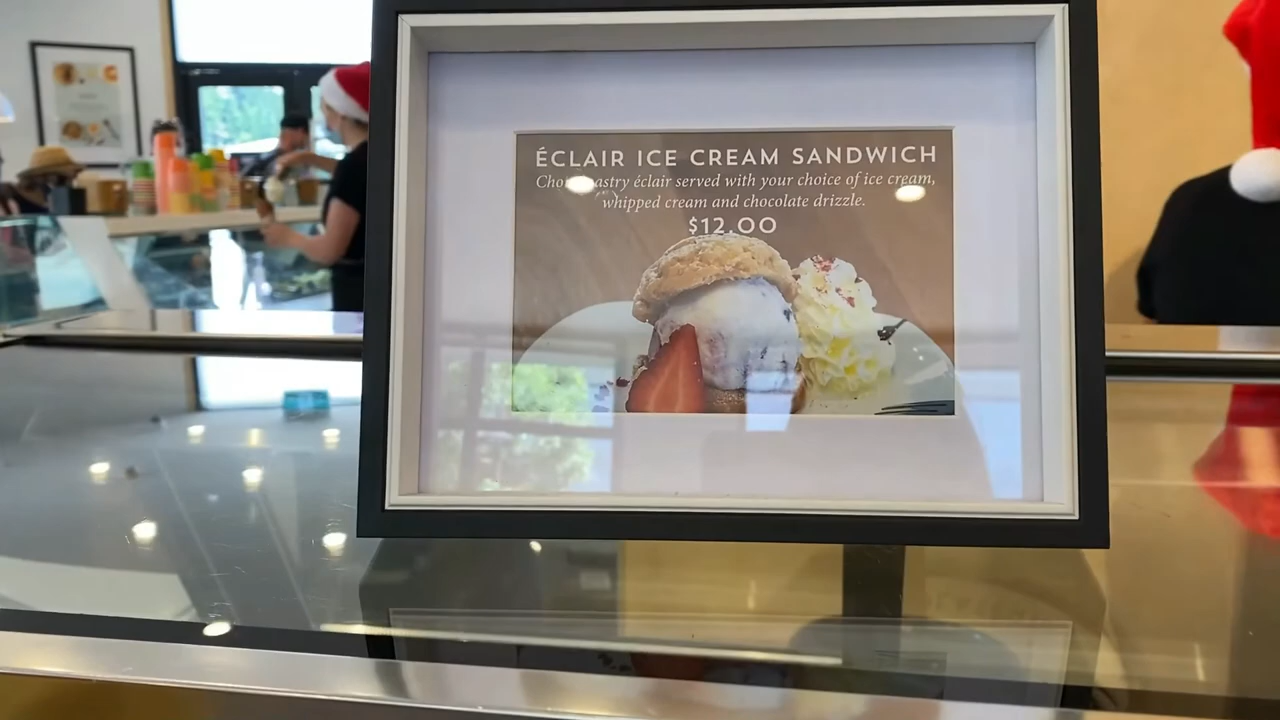 ÉCLAIR ICE CREAM SANDWICH
pastry éclair served with your choice of ice cream,
whipped cream and chocolate drizzle.
$12.00